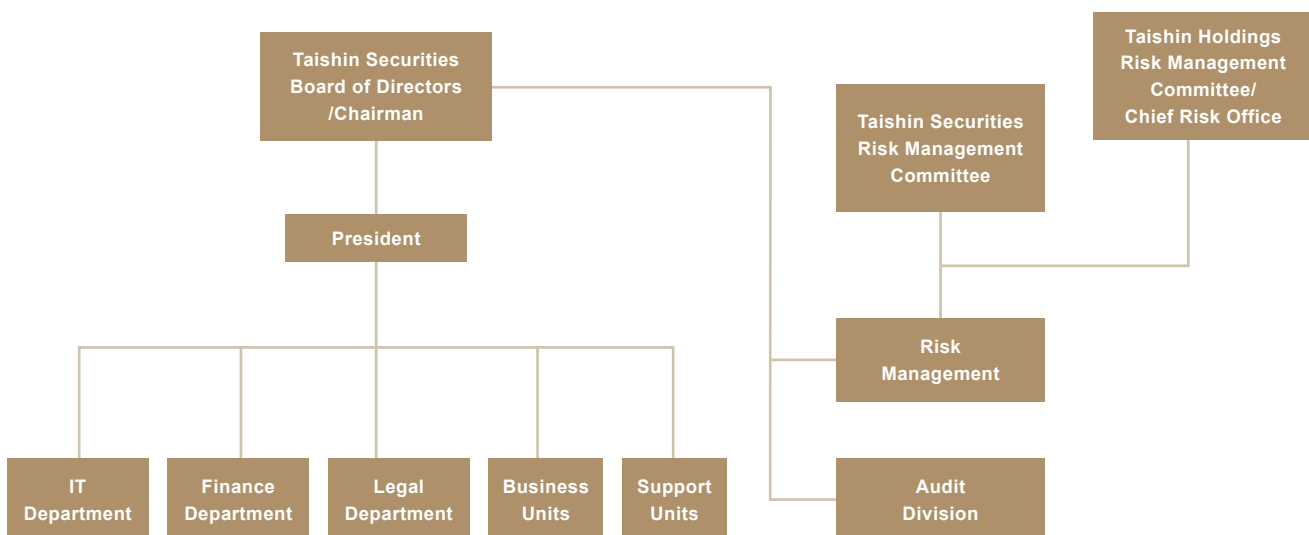 Taishin Securities
Board of Directors
/Chairman
Taishin Securities
Risk Management
Committee
Taishin Holdings
Risk Management
Committee/
Chief Risk Office
President
Risk
Management
IT
Department
Finance
Department
Legal
Department
Business
Units
Support
Units
Audit
Division